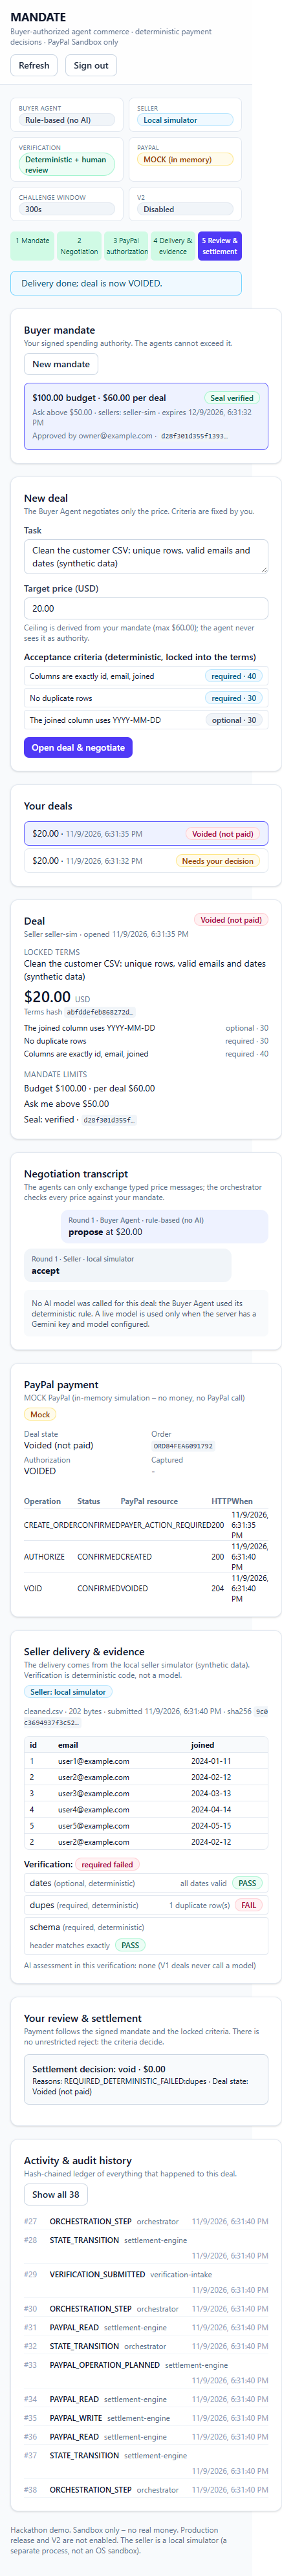 MANDATE
Buyer-authorized agent commerce · deterministic payment
decisions · PayPal Sandbox only
Refresh
Sign out
BUYER AGENT
Rule-based (no AI)
SELLER
Local simulator
VERIFICATION
Deterministic + human
review
PAYPAL
MOCK (in memory)
CHALLENGE WINDOW
300s
V2
Disabled
1 Mandate
2
Negotiation
3 PayPal
authorization
4 Delivery &
evidence
5 Review &
settlement
Delivery done; deal is now VOIDED.
Buyer mandate
Your signed spending authority. The agents cannot exceed it.
New mandate
$100.00 budget · $60.00 per deal
Seal verified
Ask above $50.00 · sellers: seller-sim · expires 12/9/2026, 6:31:32
PM
Approved by owner@example.com · d28f301d355f1393…
New deal
The Buyer Agent negotiates only the price. Criteria are fixed by you.
Task
Clean the customer CSV: unique rows, valid emails and
dates (synthetic data)
Target price (USD)
20.00
Ceiling is derived from your mandate (max $60.00); the agent never
sees it as authority.
Acceptance criteria (deterministic, locked into the terms)
Columns are exactly id, email, joined
required · 40
No duplicate rows
required · 30
The joined column uses YYYY-MM-DD
optional · 30
Open deal & negotiate
Your deals
$20.00 · 11/9/2026, 6:31:35 PM
Voided (not paid)
$20.00 · 11/9/2026, 6:31:32 PM
Needs your decision
Deal
Voided (not paid)
Seller seller-sim · opened 11/9/2026, 6:31:35 PM
LOCKED TERMS
Clean the customer CSV: unique rows, valid emails and dates
(synthetic data)
$20.00 USD
Terms hash abfddefeb868272d…
The joined column uses YYYY-MM-DD
optional · 30
No duplicate rows
required · 30
Columns are exactly id, email, joined
required · 40
MANDATE LIMITS
Budget $100.00 · per deal $60.00
Ask me above $50.00
Seal: verified · d28f301d355f…
Negotiation transcript
The agents can only exchange typed price messages; the orchestrator
checks every price against your mandate.
Round 1 · Buyer Agent · rule-based (no AI)
propose at $20.00
Round 1 · Seller · local simulator
accept
No AI model was called for this deal: the Buyer Agent used its
deterministic rule. A live model is used only when the server has a
Gemini key and model configured.
PayPal payment
MOCK PayPal (in-memory simulation – no money, no PayPal call)
Mock
Deal state
Voided (not paid)
Order
ORD84FEA6091792
Authorization
VOIDED
Captured
-
Operation Status PayPal resource HTTP When
CREATE_ORDER CONFIRMED PAYER_ACTION_REQUIRED 200 11/9/2026,
6:31:35
PM
AUTHORIZE CONFIRMED CREATED 200 11/9/2026,
6:31:40
PM
VOID CONFIRMED VOIDED 204 11/9/2026,
6:31:40
PM
Seller delivery & evidence
The delivery comes from the local seller simulator (synthetic data).
Verification is deterministic code, not a model.
Seller: local simulator
cleaned.csv · 202 bytes · submitted 11/9/2026, 6:31:40 PM · sha256 9c0
c3694937f3c52…
id email joined
1 user1@example.com 2024-01-11
2 user2@example.com 2024-02-12
3 user3@example.com 2024-03-13
4 user4@example.com 2024-04-14
5 user5@example.com 2024-05-15
2 user2@example.com 2024-02-12
Verification: required failed
dates (optional, deterministic)
all dates valid PASS
dupes (required, deterministic)
1 duplicate row(s) FAIL
schema (required, deterministic)
header matches exactly PASS
AI assessment in this verification: none (V1 deals never call a model)
Your review & settlement
Payment follows the signed mandate and the locked criteria. There is
no unrestricted reject: the criteria decide.
Settlement decision: void · $0.00
Reasons: REQUIRED_DETERMINISTIC_FAILED:dupes · Deal state:
Voided (not paid)
Activity & audit history
Hash-chained ledger of everything that happened to this deal.
Show all 38
#27 ORCHESTRATION_STEP orchestrator 11/9/2026, 6:31:40 PM
#28 STATE_TRANSITION settlement-engine
11/9/2026, 6:31:40 PM
#29 VERIFICATION_SUBMITTED verification-intake
11/9/2026, 6:31:40 PM
#30 ORCHESTRATION_STEP orchestrator 11/9/2026, 6:31:40 PM
#31 PAYPAL_READ settlement-engine 11/9/2026, 6:31:40 PM
#32 STATE_TRANSITION orchestrator 11/9/2026, 6:31:40 PM
#33 PAYPAL_OPERATION_PLANNED settlement-engine
11/9/2026, 6:31:40 PM
#34 PAYPAL_READ settlement-engine 11/9/2026, 6:31:40 PM
#35 PAYPAL_WRITE settlement-engine 11/9/2026, 6:31:40 PM
#36 PAYPAL_READ settlement-engine 11/9/2026, 6:31:40 PM
#37 STATE_TRANSITION settlement-engine
11/9/2026, 6:31:40 PM
#38 ORCHESTRATION_STEP orchestrator 11/9/2026, 6:31:40 PM
Hackathon demo. Sandbox only – no real money. Production
release and V2 are not enabled. The seller is a local simulator (a
separate process, not an OS sandbox).